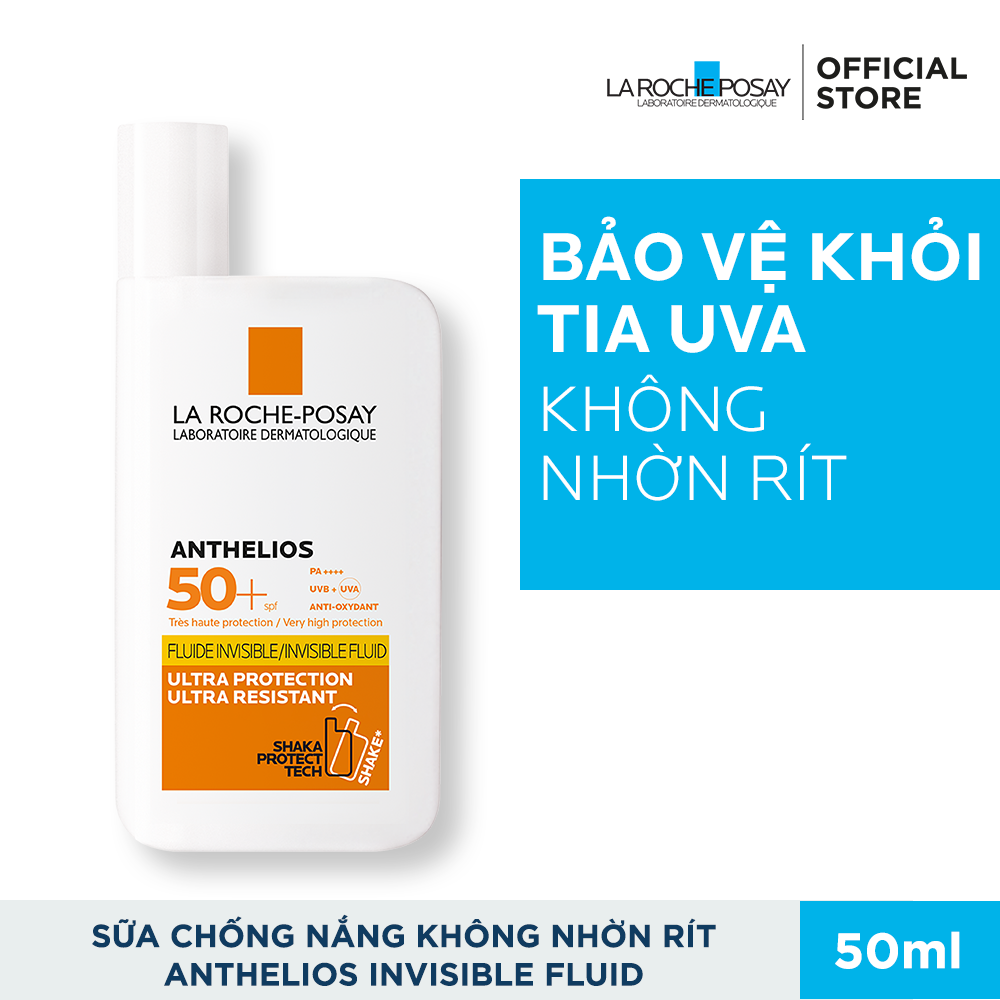 LA ROCHE POSAY
LABORATOIRE DERMATOLOGIQUE
OFFICIAL
STORE
BẢO VỆ KHỎI
TIA UVA
KHÔNG
NHỜN RÍT
LA ROCHE-POSAY
LABORATOIRE DERMATOLOGIQUE
ANTHELIOS
50+ spf
PA ++++
UVB + UVA
ANTI-OXYDANT
Très haute protection / Very high protection
FLUIDE INVISIBLE/INVISIBLE FLUID
ULTRA PROTECTION
ULTRA RESISTANT
SHAKA
PROTECT
TECH
SHAKE*
SỮA CHỐNG NẮNG KHÔNG NHỜN RÍT
ANTHELIOS INVISIBLE FLUID
50ml